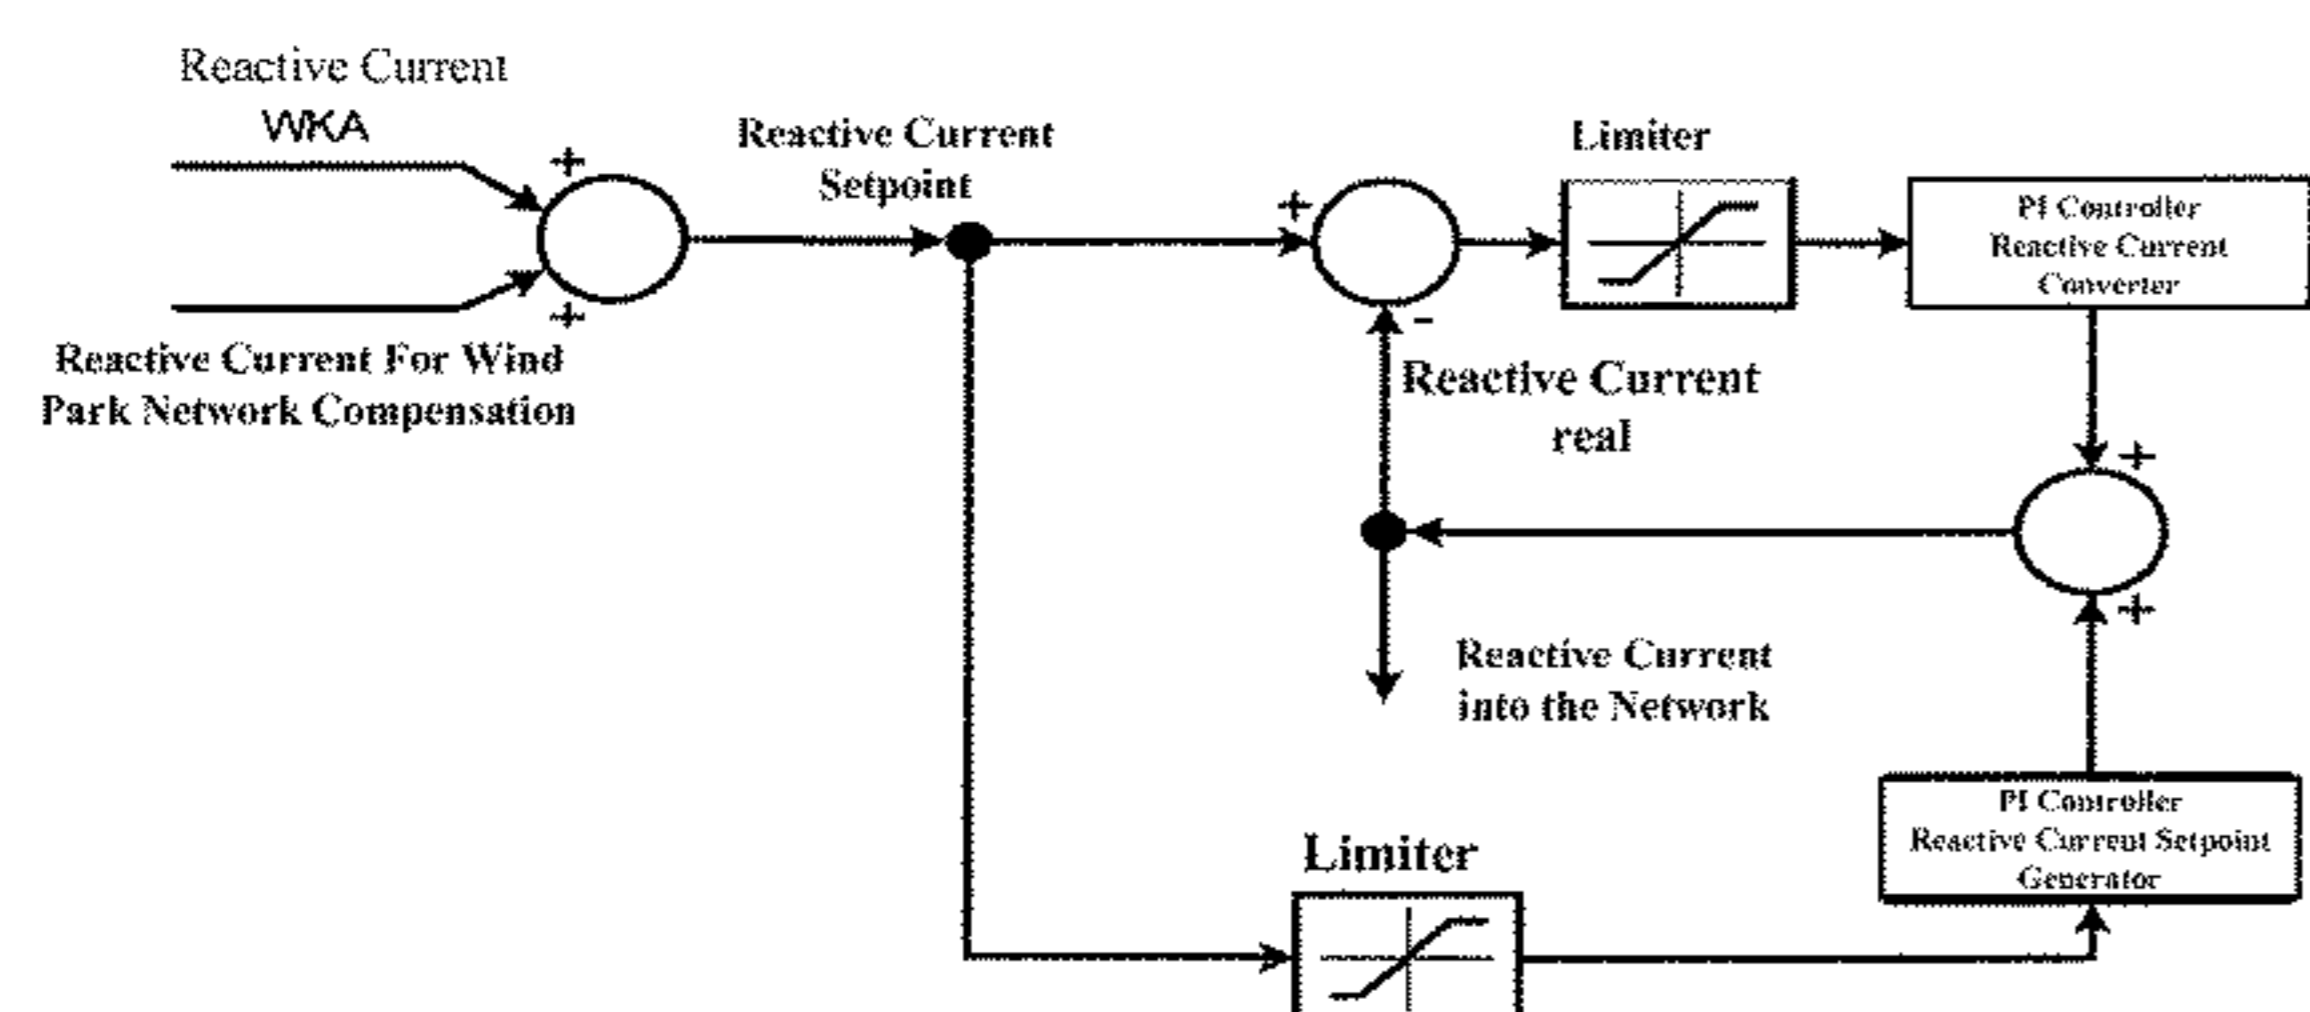 Reactive Current
WKA
+
+
Reactive Current For Wind
Park Network Compensation
Reactive Current
Setpoint
+
-
Limiter
PI Controller
Reactive Current
Converter
Reactive Current
real
+
+
Reactive Current
into the Network
PI Controller
Reactive Current Setpoint
Generator
Limiter